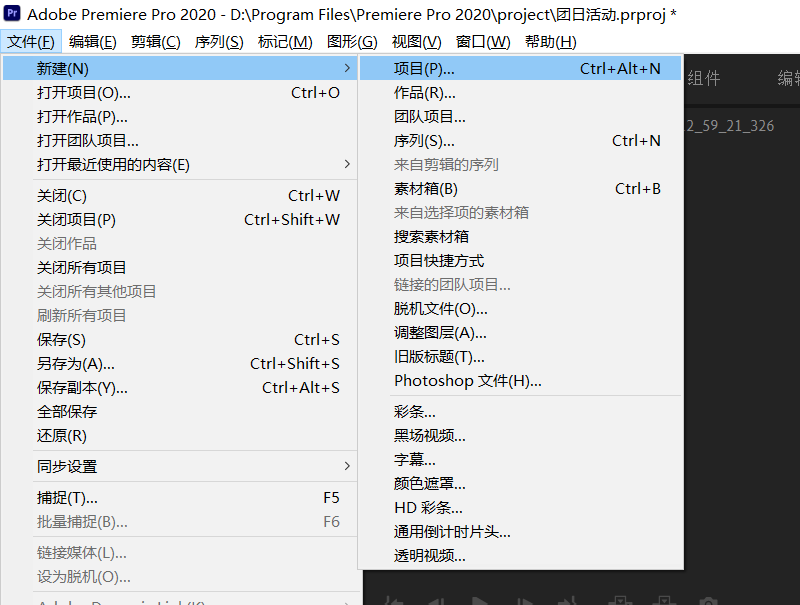 Pr Adobe Premiere Pro 2020 - D:\Program Files\Premiere Pro 2020\project\团日活动.prproj *
文件(F) 编辑(E) 剪辑(C) 序列(S) 标记(M) 图形(G) 视图(V) 窗口(W) 帮助(H)
新建(N)
打开项目(O)... Ctrl+O
打开作品(P)...
打开团队项目...
打开最近使用的内容(E)
关闭(C) Ctrl+W
关闭项目(P) Ctrl+Shift+W
关闭作品
关闭所有项目
关闭所有其他项目
刷新所有项目
保存(S) Ctrl+S
另存为(A)... Ctrl+Shift+S
保存副本(Y)... Ctrl+Alt+S
全部保存
还原(R)
同步设置
捕捉(T)... F5
批量捕捉(B)... F6
链接媒体(L)...
设为脱机(O)...
项目(P)... Ctrl+Alt+N
作品(R)...
团队项目...
序列(S)... Ctrl+N
来自剪辑的序列
素材箱(B) Ctrl+B
来自选择项的素材箱
搜索素材箱
项目快捷方式
链接的团队项目...
脱机文件(O)...
调整图层(A)...
旧版标题(T)...
Photoshop 文件(H)...
彩条...
黑场视频...
字幕...
颜色遮罩...
HD 彩条...
通用倒计时片头...
透明视频...
组件 编辑
2_59_21_326